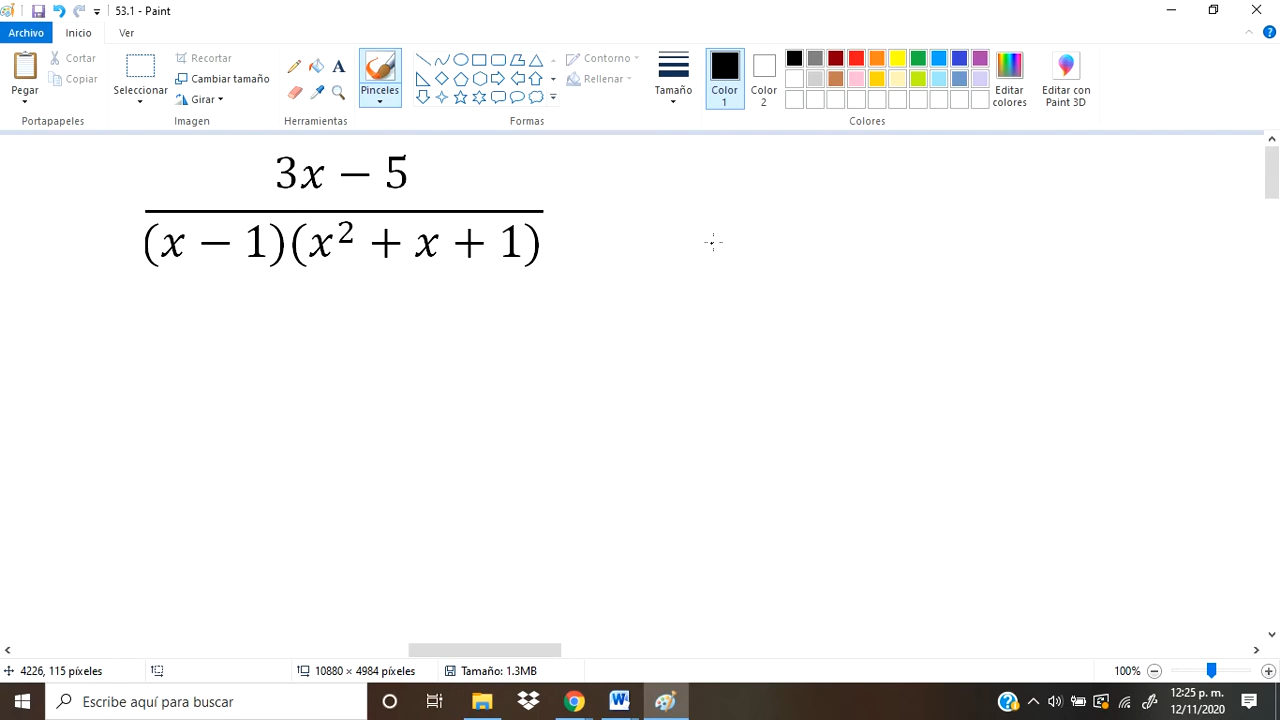 53.1 - Paint
Archivo Inicio Ver
Pegar
Cortar
Copiar
Portapapeles
Seleccionar
Recortar
Cambiar tamaño
Girar
Imagen
A
Herramientas
Pinceles
Contorno
Rellenar
Formas
Tamaño
Color 1
Color 2
Editar colores
Editar con Paint 3D
Colores
3x − 5
(x − 1)(x² + x + 1)
4226, 115 píxeles
10880 × 4984 píxeles
Tamaño: 1.3MB
100%
Escribe aquí para buscar
12:25 p. m.
12/11/2020